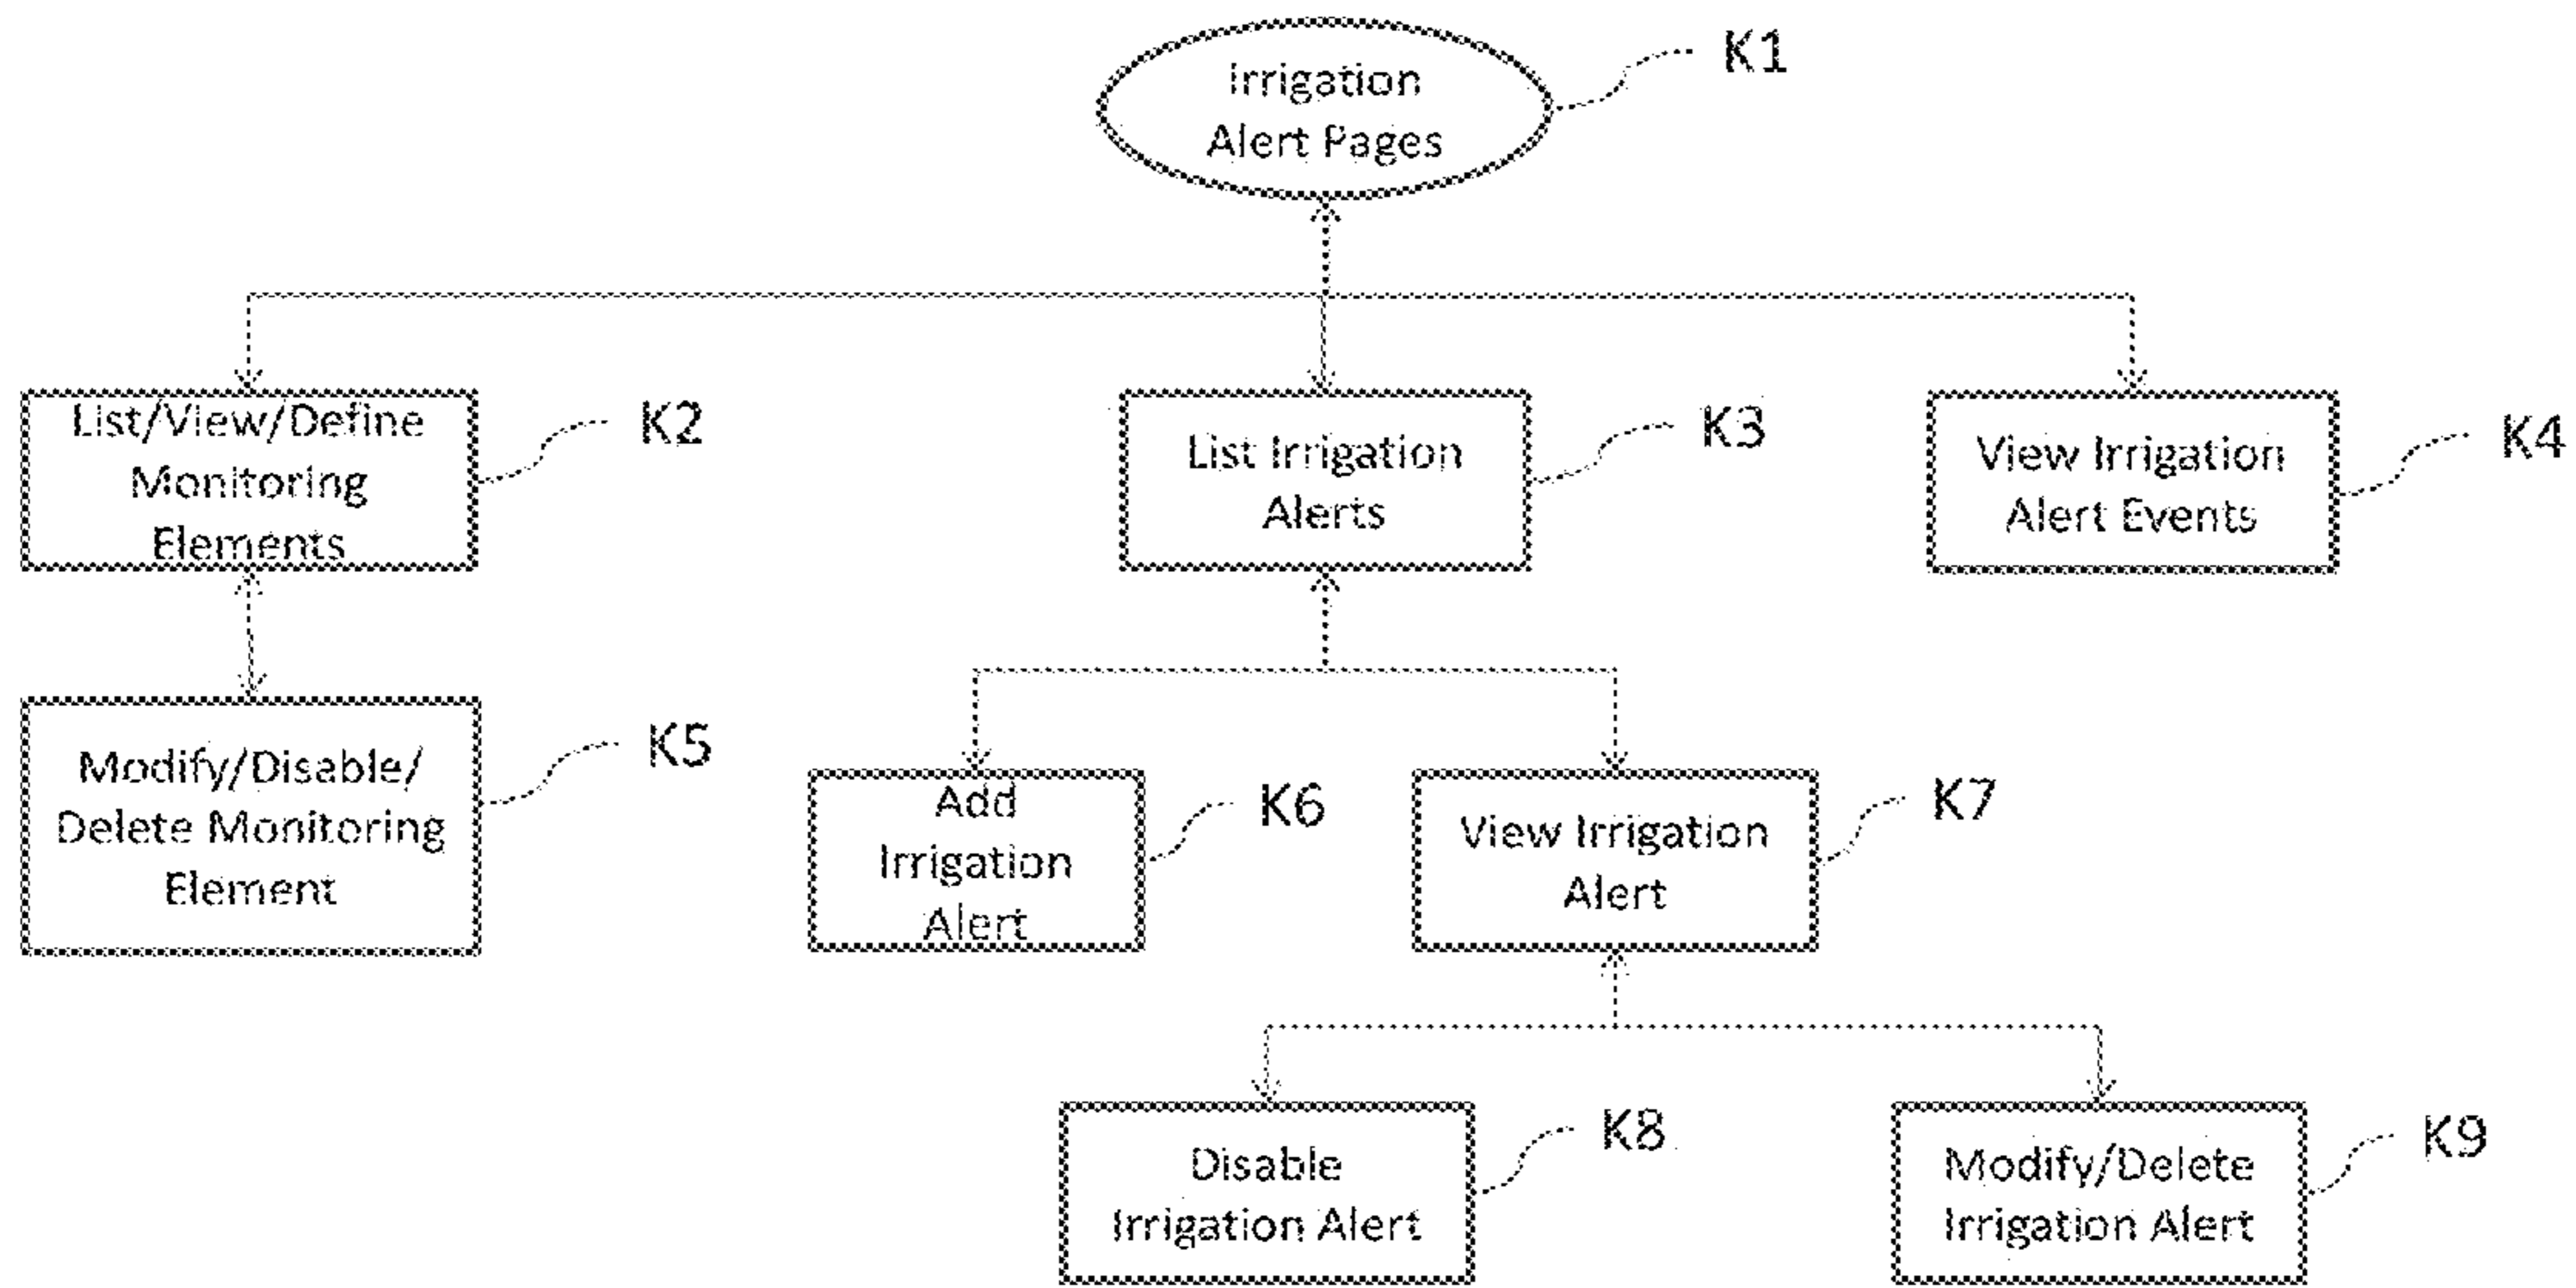 Irrigation
Alert Pages
K1
List/View/Define
Monitoring
Elements
K2
List Irrigation
Alerts
K3
View Irrigation
Alert Events
K4
Modify/Disable/
Delete Monitoring
Element
K5
Add
Irrigation
Alert
K6
View Irrigation
Alert
K7
Disable
Irrigation Alert
K8
Modify/Delete
Irrigation Alert
K9